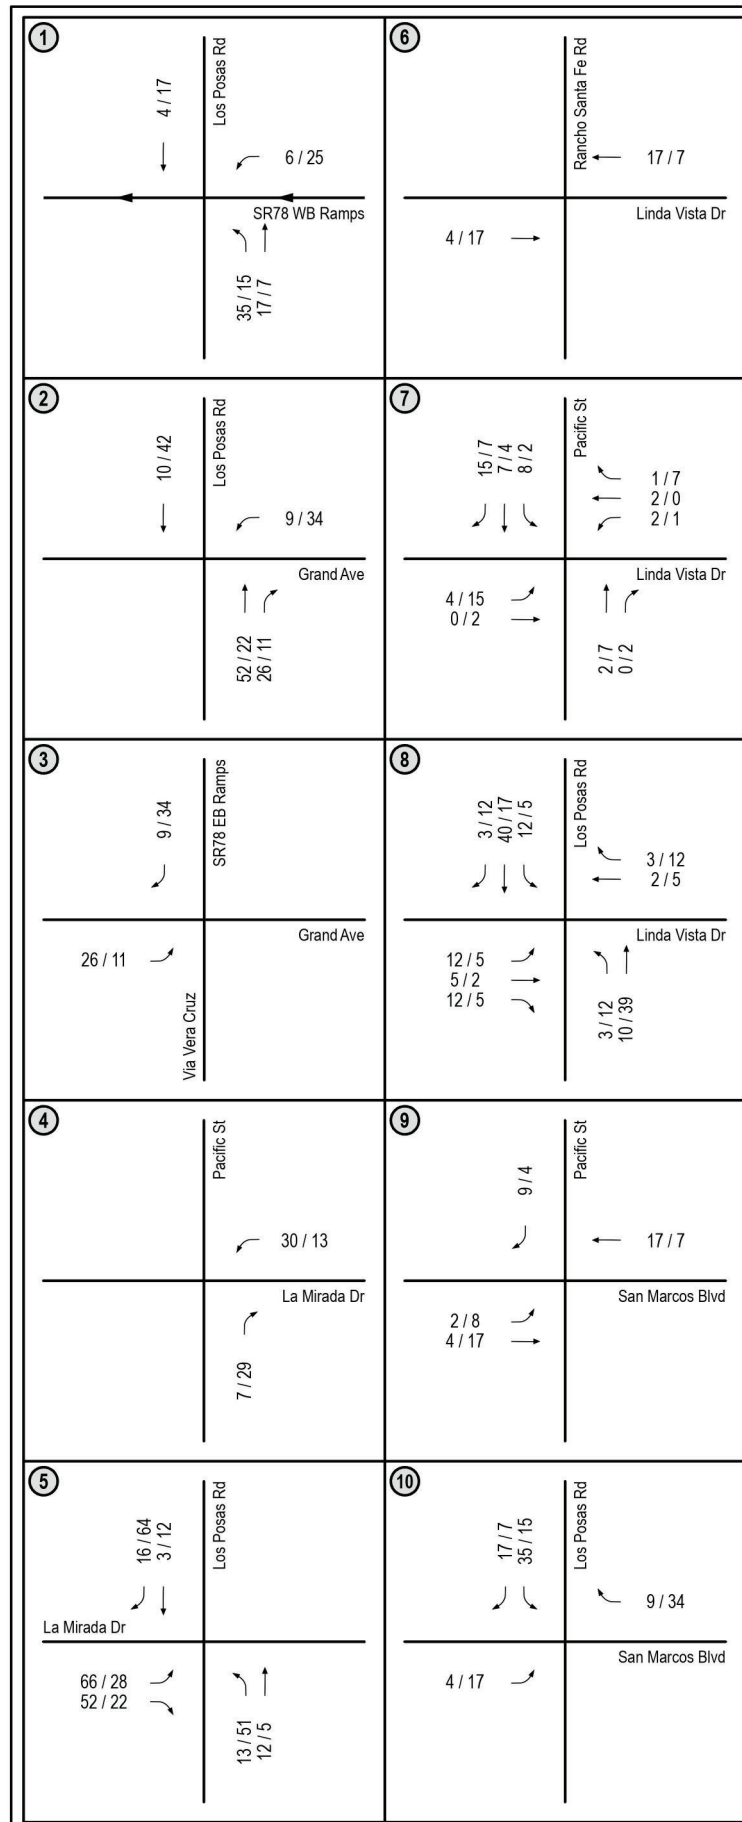 1
Los Posas Rd
4 / 17
6 / 25
SR78 WB Ramps
35 / 15
17 / 7
2
Los Posas Rd
10 / 42
9 / 34
Grand Ave
52 / 22
26 / 11
3
SR78 EB Ramps
9 / 34
Grand Ave
26 / 11
Via Vera Cruz
4
Pacific St
30 / 13
La Mirada Dr
7 / 29
5
Los Posas Rd
16 / 64
3 / 12
La Mirada Dr
66 / 28
52 / 22
13 / 51
12 / 5
6
Rancho Santa Fe Rd
17 / 7
Linda Vista Dr
4 / 17
7
Pacific St
15 / 7
7 / 4
8 / 2
1 / 7
2 / 0
2 / 1
Linda Vista Dr
4 / 15
0 / 2
2 / 7
0 / 2
8
Los Posas Rd
3 / 12
40 / 17
12 / 5
3 / 12
2 / 5
Linda Vista Dr
12 / 5
5 / 2
12 / 5
3 / 12
10 / 39
9
Pacific St
9 / 4
17 / 7
San Marcos Blvd
2 / 8
4 / 17
10
Los Posas Rd
17 / 7
35 / 15
9 / 34
San Marcos Blvd
4 / 17